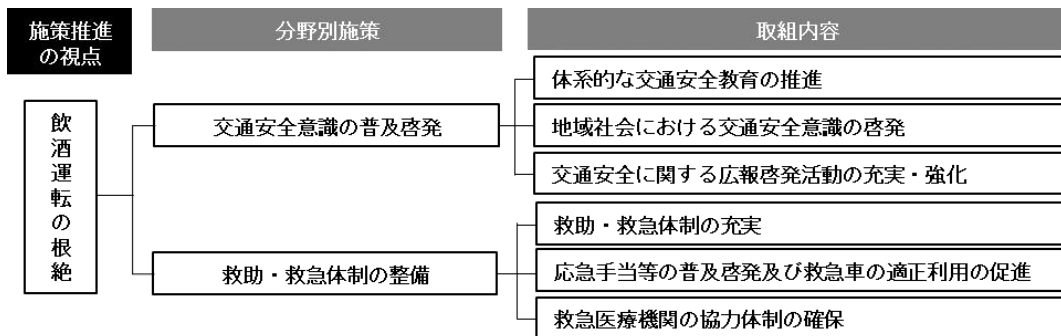 施策推進
の視点
分野別施策
取組内容
飲酒運転の根絶
交通安全意識の普及啓発
体系的な交通安全教育の推進
地域社会における交通安全意識の啓発
交通安全に関する広報啓発活動の充実・強化
救助・救急体制の整備
救助・救急体制の充実
応急手当等の普及啓発及び救急車の適正利用の促進
救急医療機関の協力体制の確保